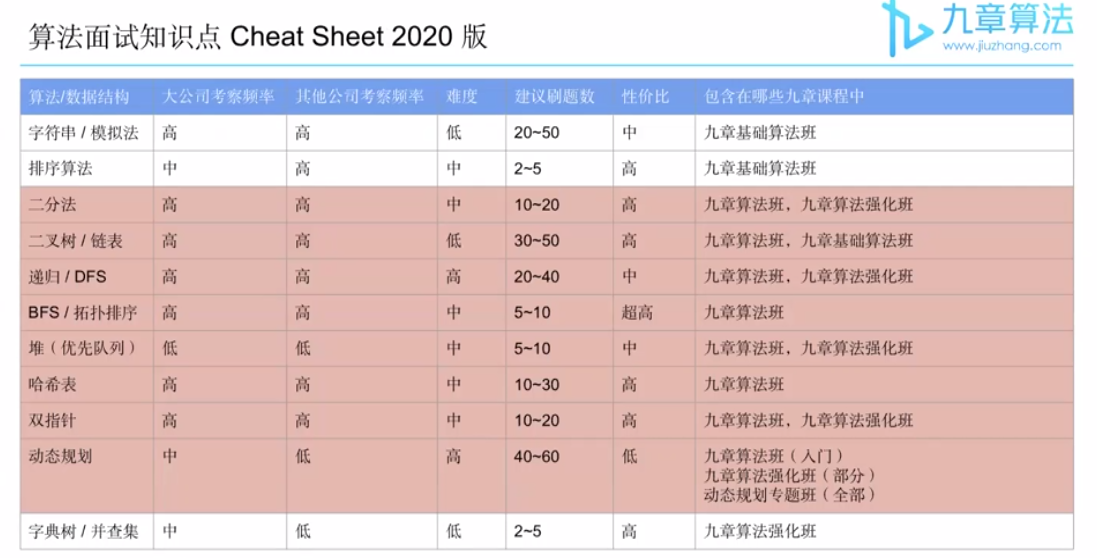 算法面试知识点 Cheat Sheet 2020 版
九章算法
www.jiuzhang.com
算法/数据结构 大公司考察频率 其他公司考察频率 难度 建议刷题数 性价比 包含在哪些九章课程中
字符串 / 模拟法 高 高 低 20~50 中 九章基础算法班
排序算法 中 高 中 2~5 高 九章基础算法班
二分法 高 高 中 10~20 高 九章算法班，九章算法强化班
二叉树 / 链表 高 高 低 30~50 高 九章算法班，九章基础算法班
递归 / DFS 高 高 高 20~40 中 九章算法班，九章算法强化班
BFS / 拓扑排序 高 高 中 5~10 超高 九章算法班
堆（优先队列） 低 低 中 5~10 中 九章算法班，九章算法强化班
哈希表 高 高 中 10~30 高 九章算法班
双指针 高 高 中 10~20 高 九章算法班，九章算法强化班
动态规划 中 低 高 40~60 低 九章算法班（入门）
九章算法强化班（部分）
动态规划专题班（全部）
字典树 / 并查集 中 低 低 2~5 高 九章算法强化班